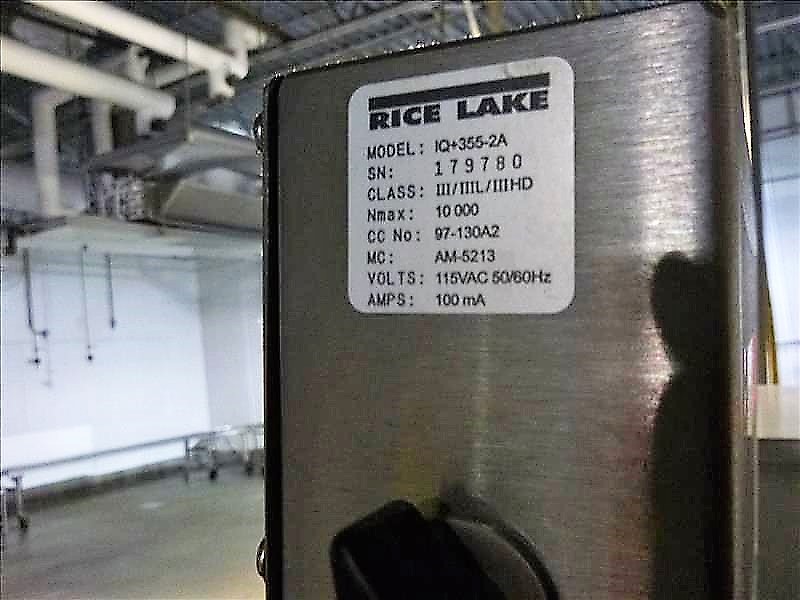 RICE LAKE
MODEL: IQ+355-2A
SN: 179780
CLASS: III/IIIL/IIIHD
Nmax: 10 000
CC No: 97-130A2
MC: AM-5213
VOLTS: 115VAC 50/60Hz
AMPS: 100 mA